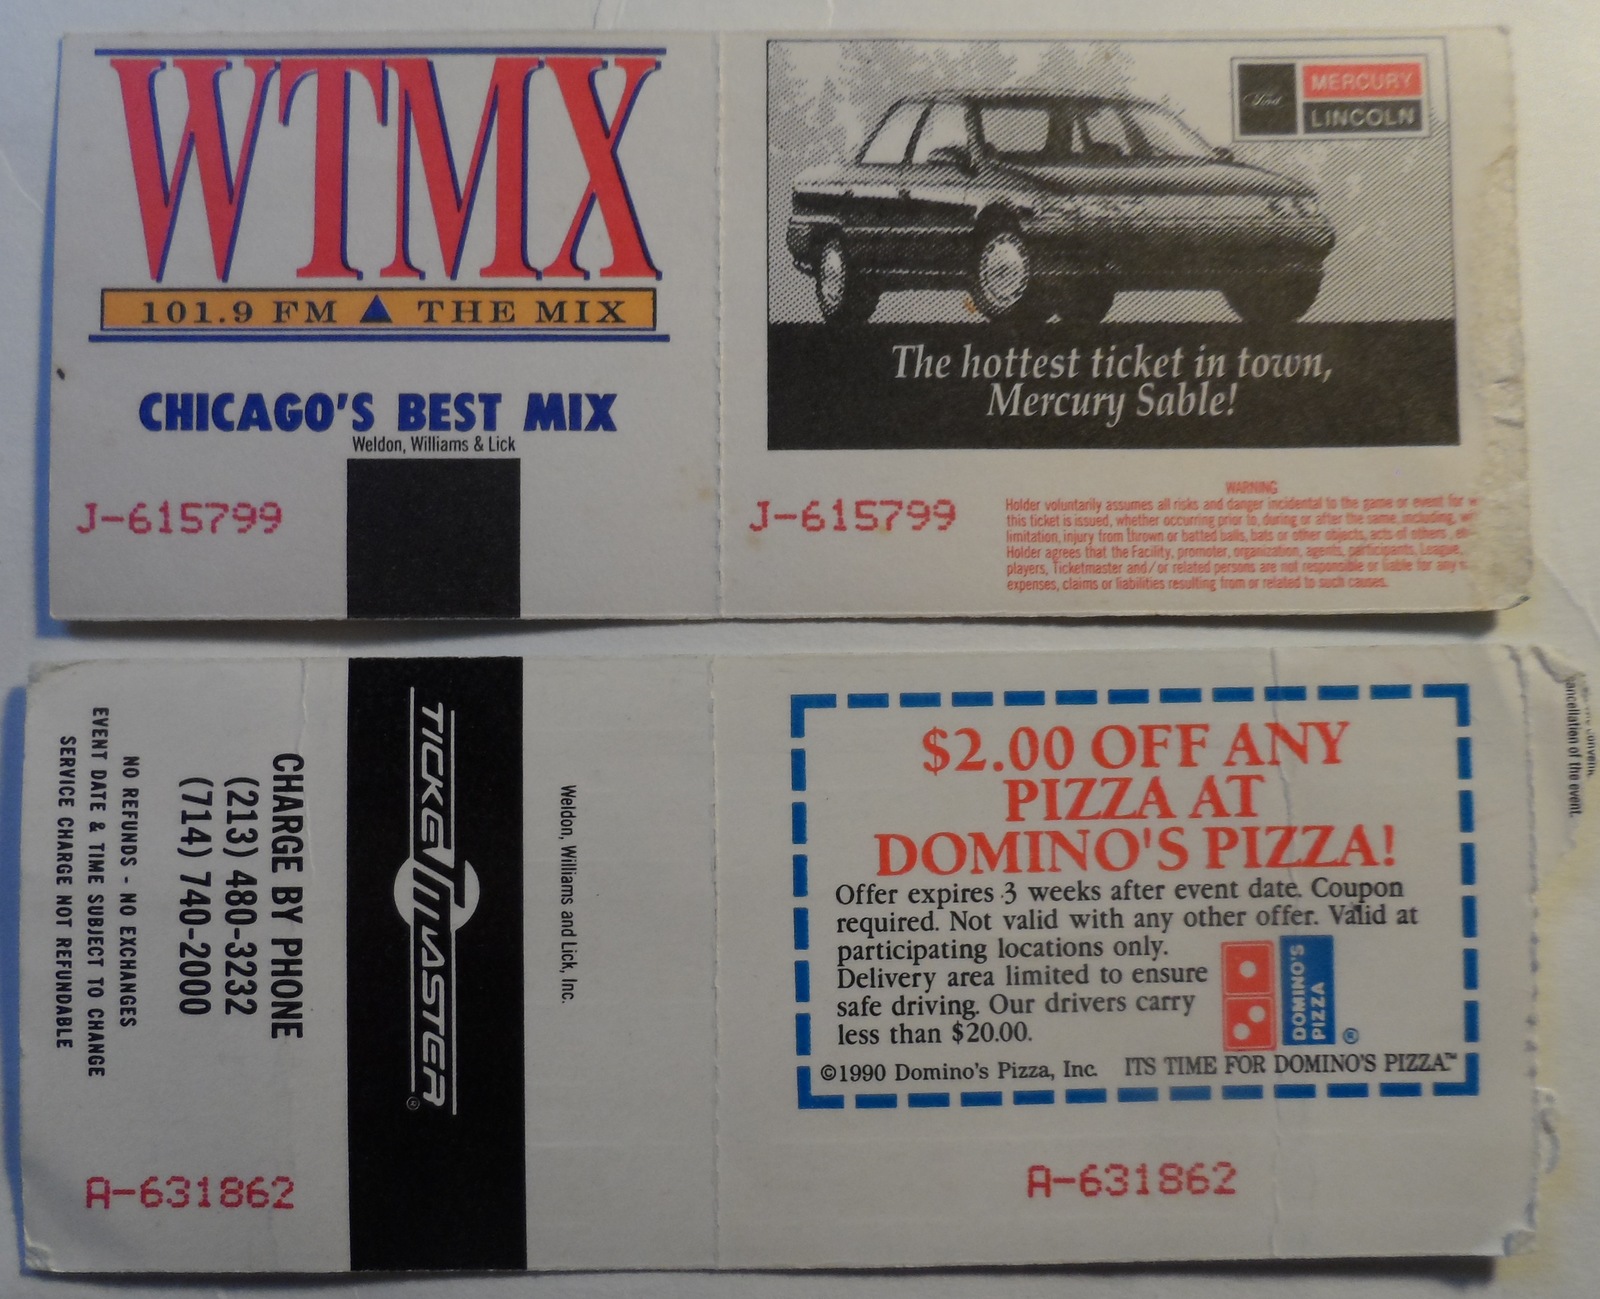 WTMX
101.9 FM ▲ THE MIX
CHICAGO'S BEST MIX
Weldon, Williams & Lick
J-615799
Ford
MERCURY
LINCOLN
The hottest ticket in town,
Mercury Sable!
J-615799
WARNING
Holder voluntarily assumes all risks and danger incidental to the game or event for
this ticket is issued, whether occurring prior to, during or after the same, including,
limitation, injury from thrown or batted balls, bats or other objects, acts of others,
Holder agrees that the Facility, promoter, organization, agents, participants, League,
players, Ticketmaster and/or related persons are not responsible or liable for any
expenses, claims or liabilities resulting from or related to such causes.
CHARGE BY PHONE
(213) 480-3232
(714) 740-2000
NO REFUNDS - NO EXCHANGES
EVENT DATE & TIME SUBJECT TO CHANGE
SERVICE CHARGE NOT REFUNDABLE
TICKETMASTER®
Weldon, Williams and Lick, Inc.
A-631862
$2.00 OFF ANY
PIZZA AT
DOMINO'S PIZZA!
Offer expires 3 weeks after event date. Coupon
required. Not valid with any other offer. Valid at
participating locations only.
Delivery area limited to ensure
safe driving. Our drivers carry
less than $20.00.
DOMINO'S
PIZZA
®
©1990 Domino's Pizza, Inc. ITS TIME FOR DOMINO'S PIZZA.™
A-631862
of the event.